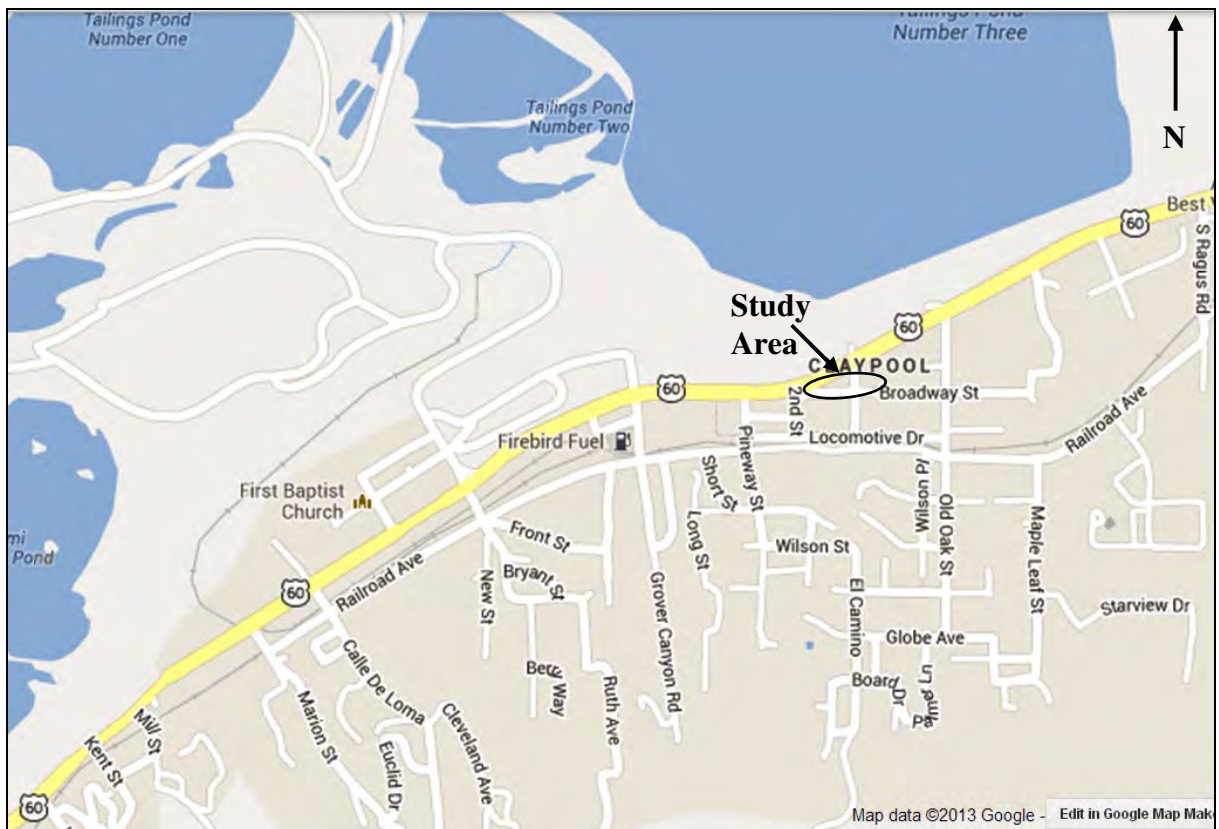 Tailings Pond
Number One
Tailings Pond
Number Three
Tailings Pond
Number Two
N
60
Best
S Ragus Rd
Study
Area
60
CLAYPOOL
60
2nd St
Broadway St
Firebird Fuel
Pineway St
Locomotive Dr
Railroad Ave
First Baptist
Church
Short St
Long St
Wilson Pl
Old Oak St
Maple Leaf St
Front St
Wilson St
Pond
60
Railroad Ave
New St
Bryant St
Grover Canyon Rd
El Camino
Starview Dr
Globe Ave
Calle De Loma
Berry Way
Ruth Ave
Board Dr
Marion St
Cleveland Ave
Euclid Dr
Mill St
Kent St
60
60
Map data ©2013 Google -
Edit in Google Map Make